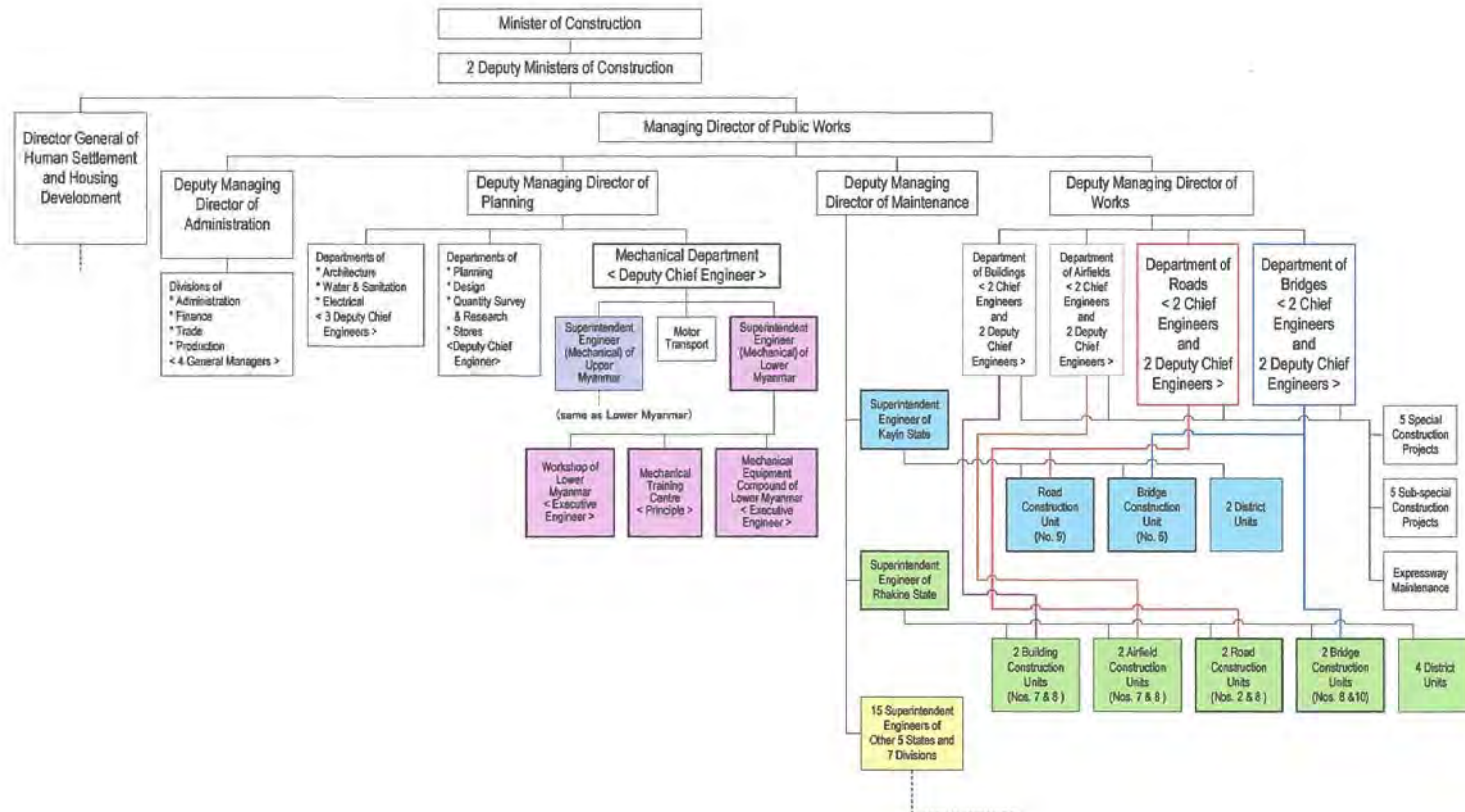 Minister of Construction
2 Deputy Ministers of Construction
Director General of
Human Settlement
and Housing
Development
Managing Director of Public Works
Deputy Managing
Director of
Administration
Deputy Managing Director of
Planning
Deputy Managing
Director of Maintenance
Deputy Managing Director of
Works
Divisions of
* Administration
* Finance
* Trade
* Production
< 4 General Managers >
Departments of
* Architecture
* Water & Sanitation
* Electrical
< 3 Deputy Chief
Engineers >
Departments of
* Planning
* Design
* Quantity Survey
& Research
* Stores
<Deputy Chief
Enginner>
Mechanical Department
< Deputy Chief Engineer >
Superintendent
Engineer
(Mechanical) of
Upper
Myanmar
Motor
Transport
Superintendent
Engineer
(Mechanical) of
Lower
Myanmar
(same as Lower Myanmar)
Workshop of
Lower
Myanmar
< Executive
Engineer >
Mechanical
Training
Centre
< Principle >
Mechanical
Equipment
Compound of
Lower Myanmar
< Executive
Engineer >
Department
of Buildings
< 2 Chief
Engineers
and
2 Deputy
Chief
Engineers >
Department
of Airfields
< 2 Chief
Engineers
and
2 Deputy
Chief
Engineers >
Department of
Roads
< 2 Chief
Engineers
and
2 Deputy Chief
Engineers >
Department of
Bridges
< 2 Chief
Engineers
and
2 Deputy Chief
Engineers >
Superintendent
Engineer of
Kayin State
5 Special
Construction
Projects
Road
Construction
Unit
(No. 9)
Bridge
Construction
Unit
(No. 6)
2 District
Units
5 Sub-special
Construction
Projects
Superintendent
Engineer of
Rhakine State
Expressway
Maintenance
2 Building
Construction
Units
(Nos. 7 & 8 )
2 Airfield
Construction
Units
(Nos. 7 & 8 )
2 Road
Construction
Units
(Nos. 2 & 8 )
2 Bridge
Construction
Units
(Nos. 8 &10)
4 District
Units
15 Superintendent
Engineers of
Other 5 States and
7 Divisions